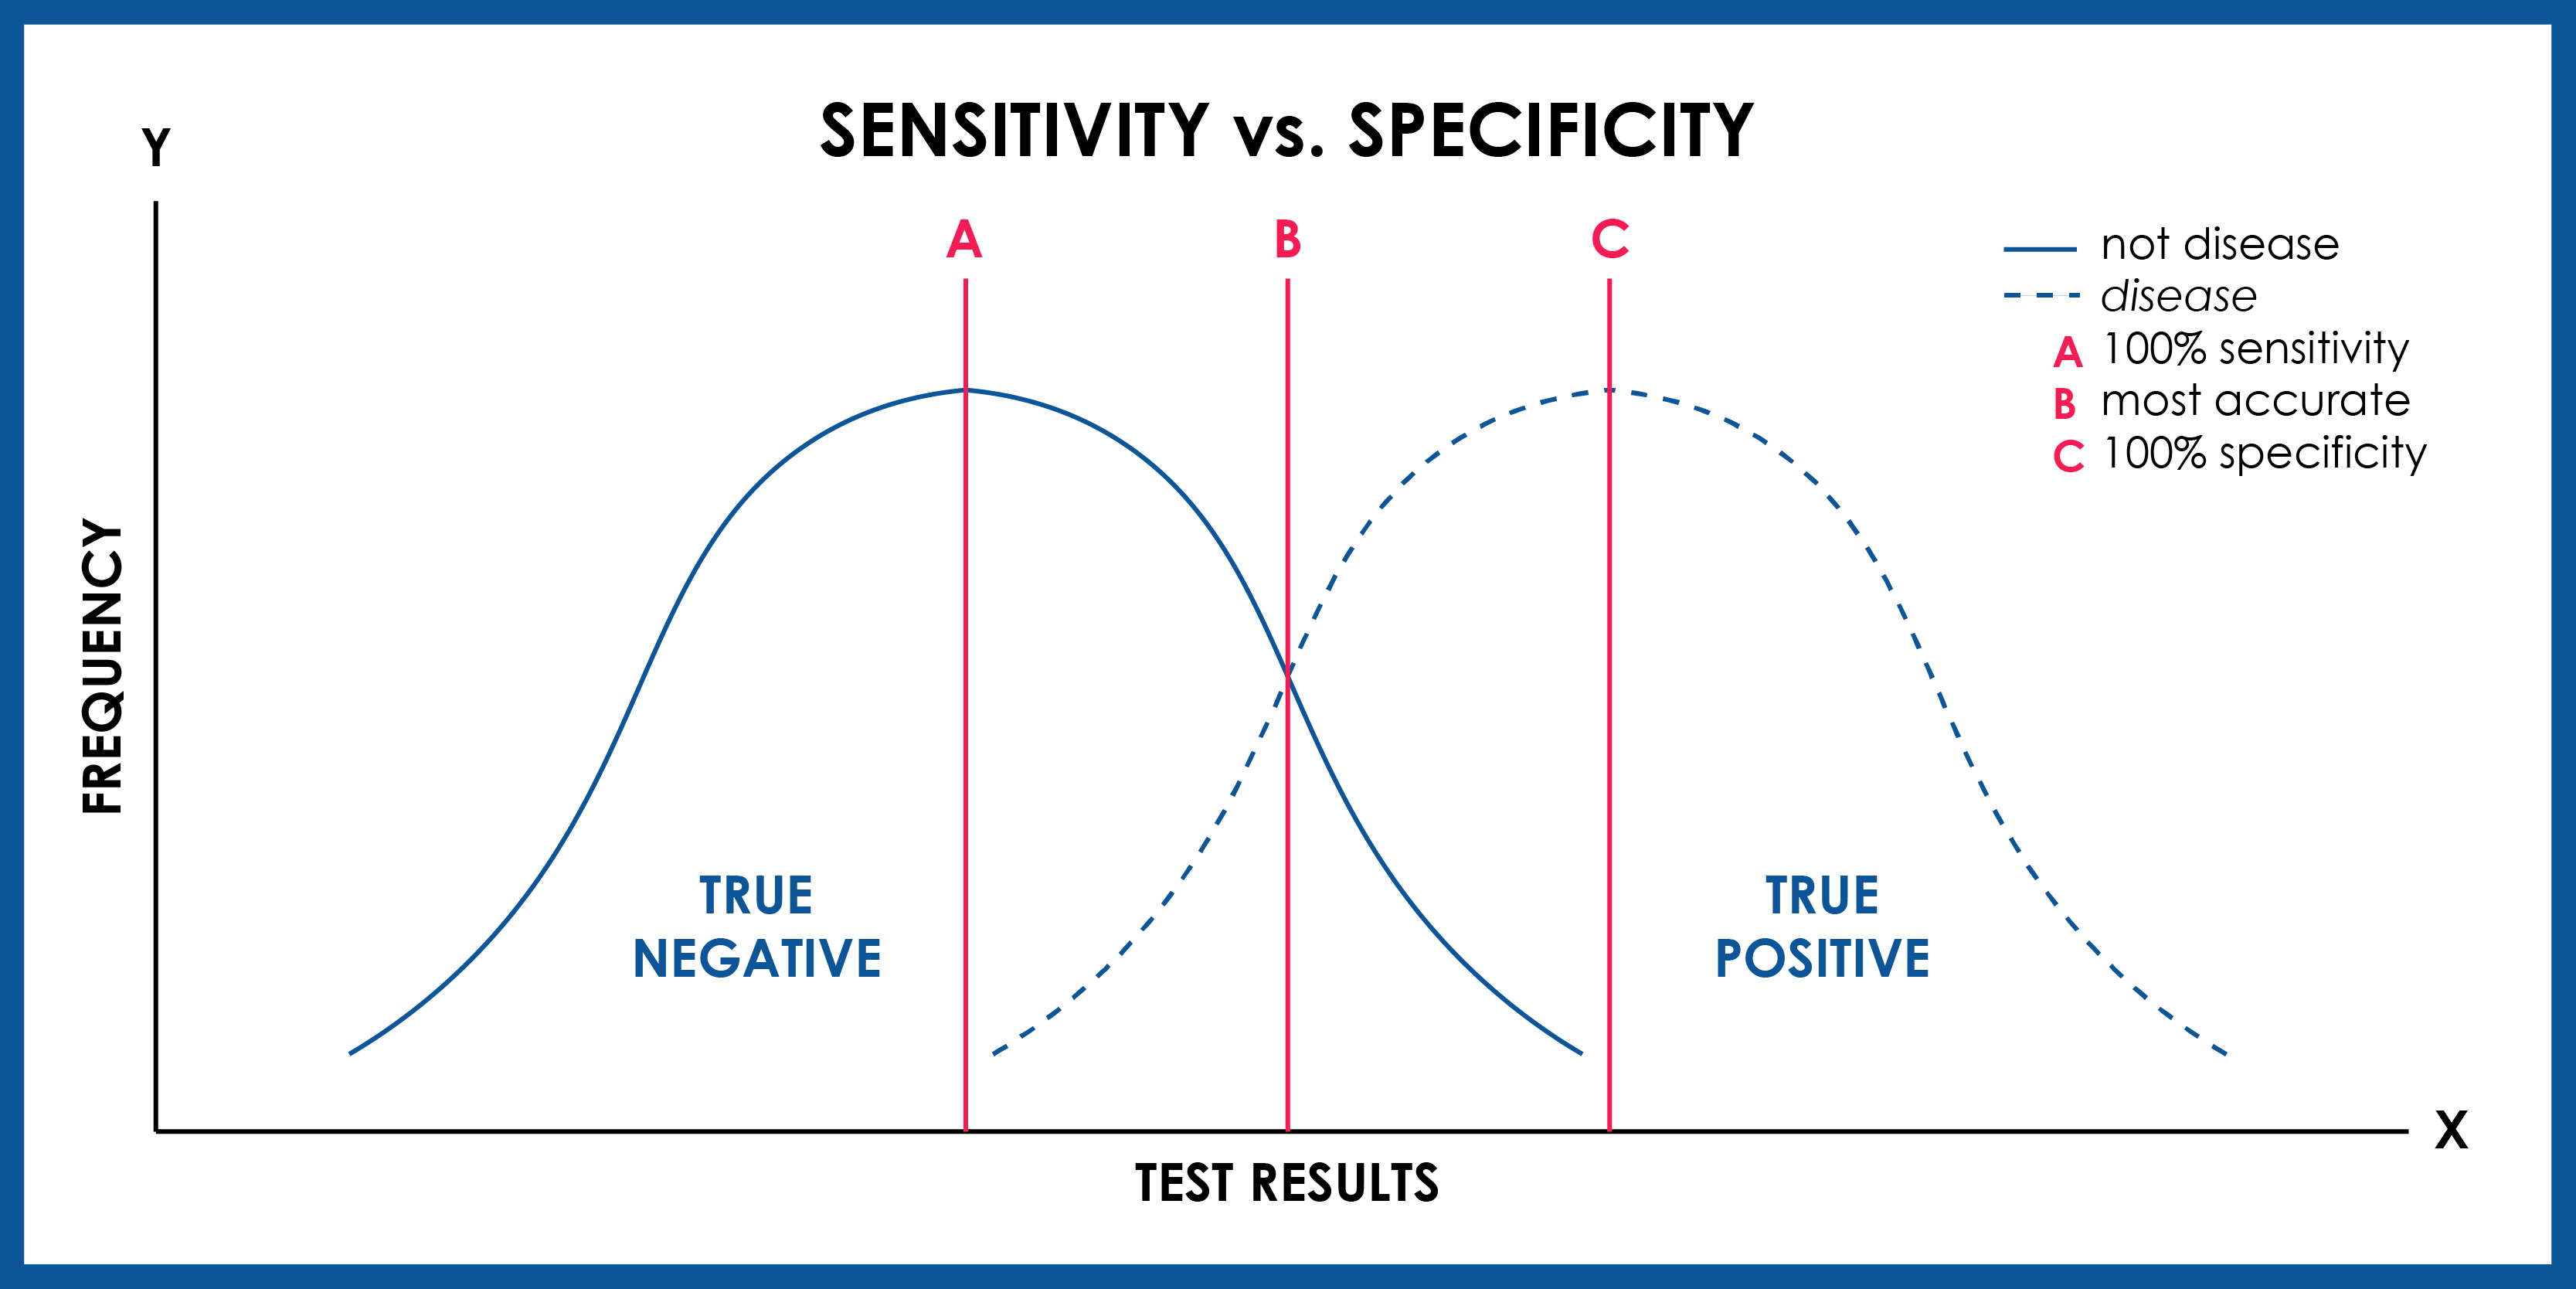 SENSITIVITY vs. SPECIFICITY
Y
A
B
C
not disease
disease
A 100% sensitivity
B most accurate
C 100% specificity
FREQUENCY
TRUE
NEGATIVE
TRUE
POSITIVE
X
TEST RESULTS